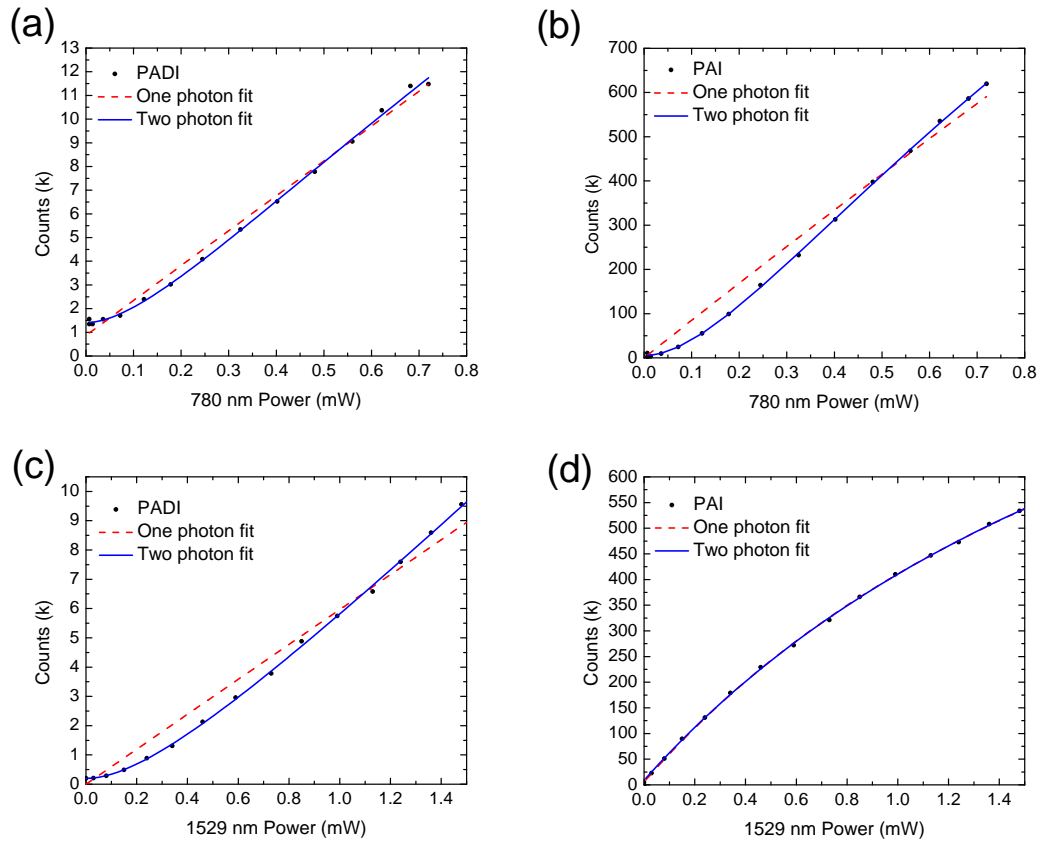 (a)
13
12
11
10
9
8
7
6
5
4
3
2
1
0
Counts (k)
PADI
One photon fit
Two photon fit
0.0 0.1 0.2 0.3 0.4 0.5 0.6 0.7 0.8
780 nm Power (mW)
(b)
700
600
500
400
300
200
100
0
Counts (k)
PAI
One photon fit
Two photon fit
0.0 0.1 0.2 0.3 0.4 0.5 0.6 0.7 0.8
780 nm Power (mW)
(c)
10
9
8
7
6
5
4
3
2
1
0
Counts (k)
PADI
One photon fit
Two photon fit
0.0 0.2 0.4 0.6 0.8 1.0 1.2 1.4
1529 nm Power (mW)
(d)
600
550
500
450
400
350
300
250
200
150
100
50
0
Counts (k)
PAI
One photon fit
Two photon fit
0.0 0.2 0.4 0.6 0.8 1.0 1.2 1.4
1529 nm Power (mW)